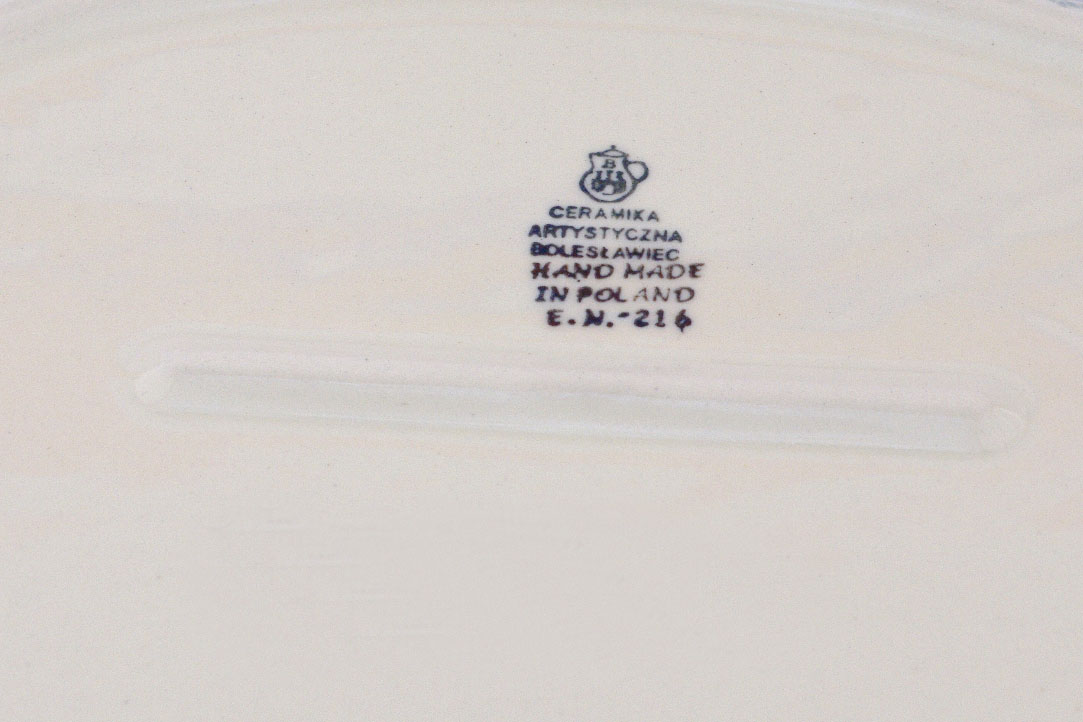 B
CERAMIKA
ARTYSTYCZNA
BOLESŁAWIEC
HAND MADE
IN POLAND
E.N.-216